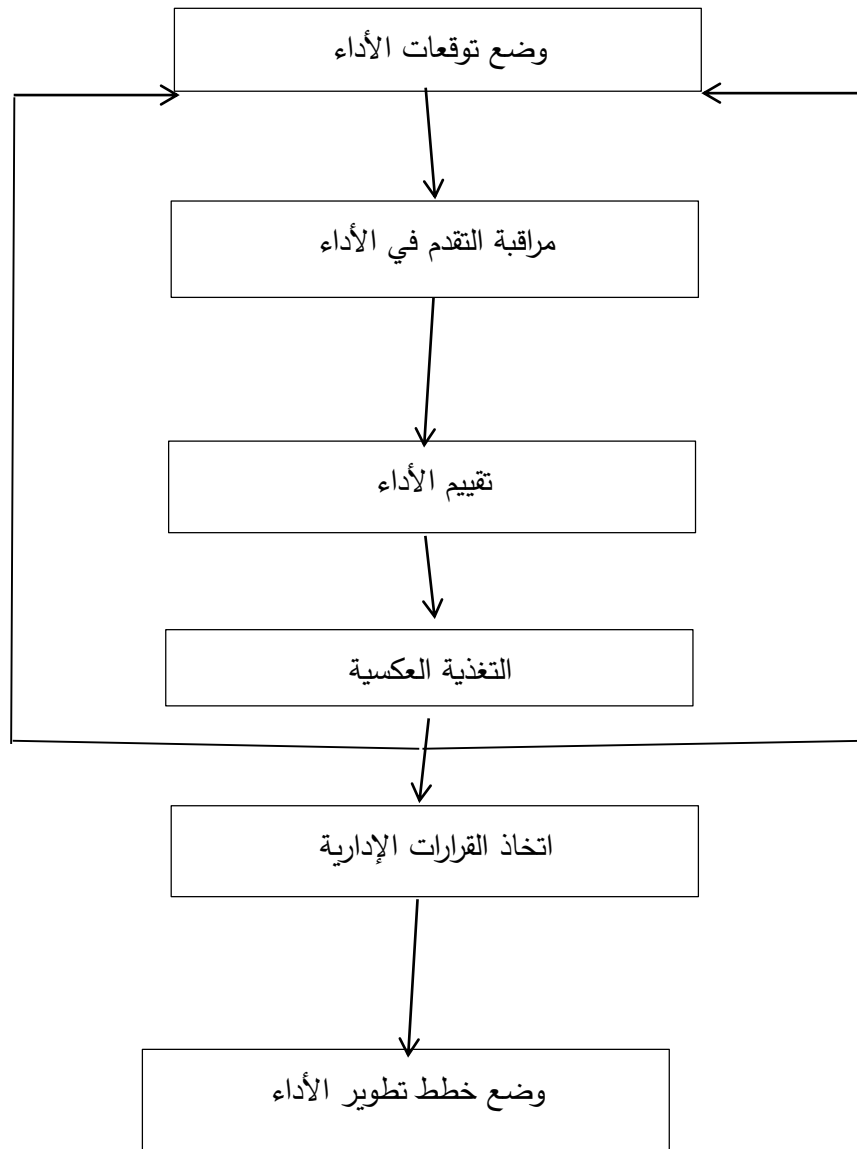 وضع توقعات الأداء
مراقبة التقدم في الأداء
تقييم الأداء
التغذية العكسية
اتخاذ القرارات الإدارية
وضع خطط تطوير الأداء